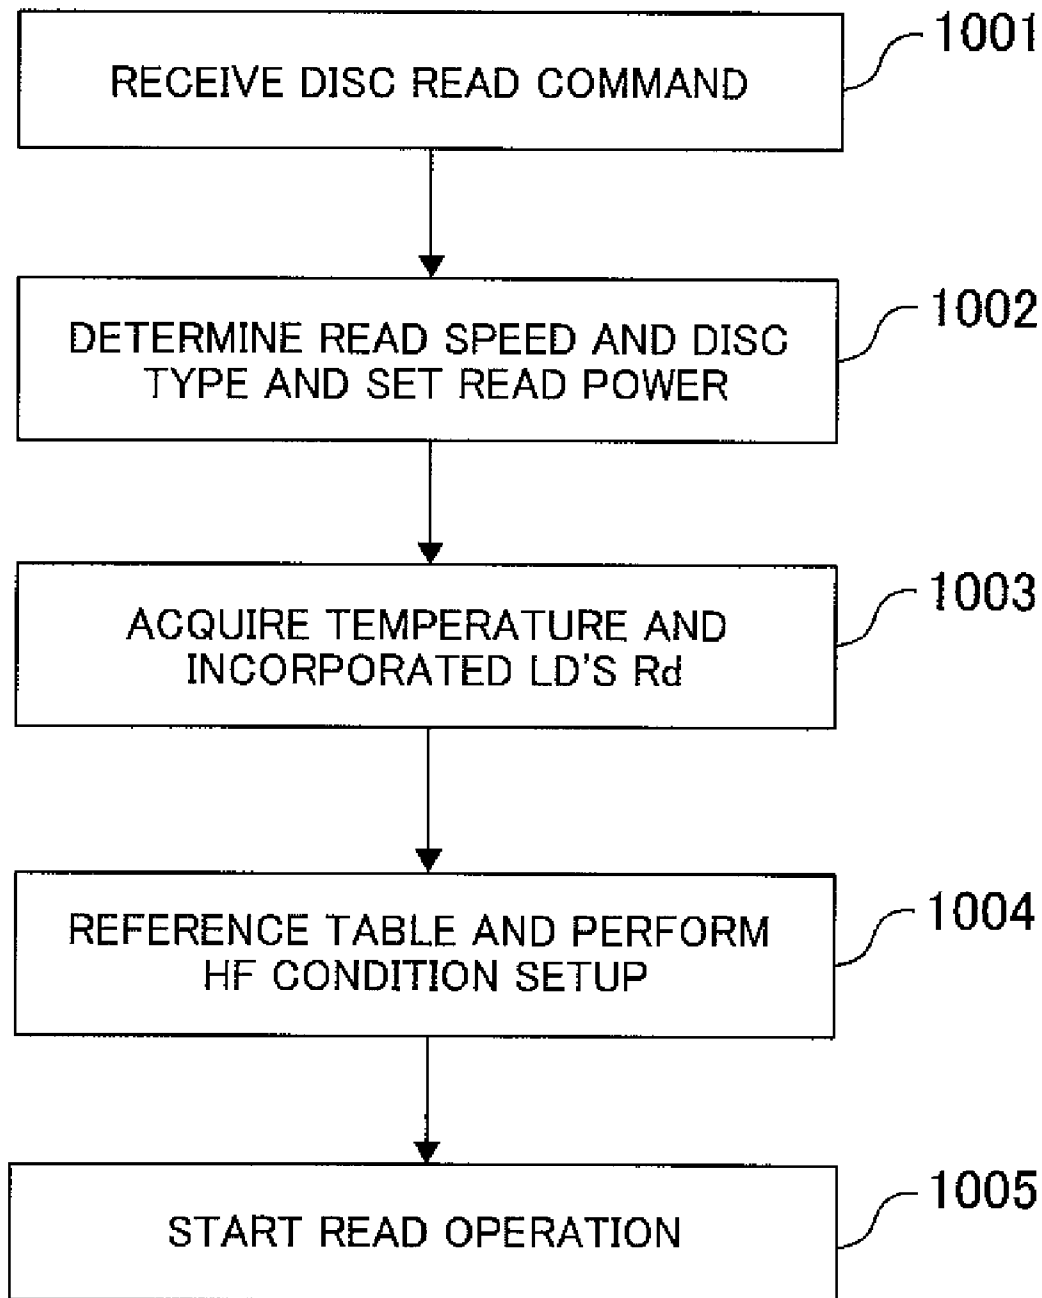 1001
RECEIVE DISC READ COMMAND
1002
DETERMINE READ SPEED AND DISC
TYPE AND SET READ POWER
1003
ACQUIRE TEMPERATURE AND
INCORPORATED LD'S Rd
1004
REFERENCE TABLE AND PERFORM
HF CONDITION SETUP
1005
START READ OPERATION